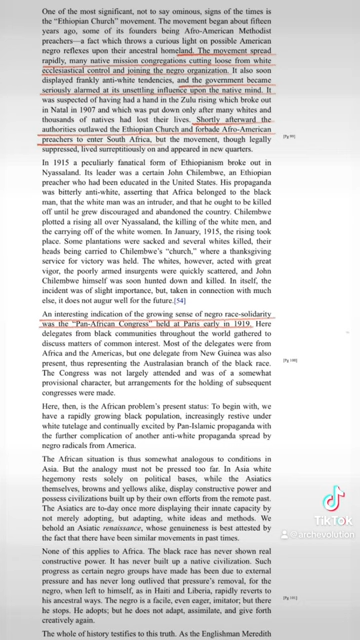 One of the most significant, not to say ominous, signs of the times is
the "Ethiopian Church" movement. The movement began about fifteen
years ago, some of its founders being Afro-American Methodist
preachers—a fact which throws a curious light on possible American
negro reflexes upon their ancestral homeland. The movement spread
rapidly, many native mission congregations cutting loose from white
ecclesiastical control and joining the negro organization. It also soon
displayed frankly anti-white tendencies, and the government became
seriously alarmed at its unsettling influence upon the native mind. It
was suspected of having had a hand in the Zulu rising which broke out
in Natal in 1907 and which was put down only after many whites and
thousands of natives had lost their lives. Shortly afterward the
authorities outlawed the Ethiopian Church and forbade Afro-American
preachers to enter South Africa, but the movement, though legally
suppressed, lived surreptitiously on and appeared in new quarters.
In 1915 a peculiarly fanatical form of Ethiopianism broke out in
Nyassaland. Its leader was a certain John Chilembwe, an Ethiopian
preacher who had been educated in the United States. His propaganda
was bitterly anti-white, asserting that Africa belonged to the black
man, that the white man was an intruder, and that he ought to be killed
off until he grew discouraged and abandoned the country. Chilembwe
plotted a rising all over Nyassaland, the killing of the white men, and
the carrying off of the white women. In January, 1915, the rising took
place. Some plantations were sacked and several whites killed, their
heads being carried to Chilembwe's "church," where a thanksgiving
service for victory was held. The whites, however, acted with great
vigor, the poorly armed insurgents were quickly scattered, and John
Chilembwe himself was soon hunted down and killed. In itself, the
incident was of slight importance, but, taken in connection with much
else, it does not augur well for the future.[54]
An interesting indication of the growing sense of negro race-solidarity
was the "Pan-African Congress" held at Paris early in 1919. Here
delegates from black communities throughout the world gathered to
discuss matters of common interest. Most of the delegates were from
Africa and the Americas, but one delegate from New Guinea was also
present, thus representing the Australasian branch of the black race.
The Congress was not largely attended and was of a somewhat
provisional character, but arrangements for the holding of subsequent
congresses were made.
Here, then, is the African problem's present status: To begin with, we
have a rapidly growing black population, increasingly restive under
white tutelage and continually excited by Pan-Islamic propaganda with
the further complication of another anti-white propaganda spread by
negro radicals from America.
The African situation is thus somewhat analogous to conditions in
Asia. But the analogy must not be pressed too far. In Asia white
hegemony rests solely on political bases, while the Asiatics
themselves, browns and yellows alike, display constructive power and
possess civilizations built up by their own efforts from the remote past.
The Asiatics are to-day once more displaying their innate capacity by
not merely adopting, but adapting, white ideas and methods. We
behold an Asiatic renaissance, whose genuineness is best attested by
the fact that there have been similar movements in past times.
None of this applies to Africa. The black race has never shown real
constructive power. It has never built up a native civilization. Such
progress as certain negro groups have made has been due to external
pressure and has never long outlived that pressure's removal, for the
negro, when left to himself, as in Haiti and Liberia, rapidly reverts to
his ancestral ways. The negro is a facile, even eager, imitator; but there
he stops. He adopts; but he does not adapt, assimilate, and give forth
creatively again.
The whole of history testifies to this truth. As the Englishman Meredith
[Pg 99]
[Pg 100]
[Pg 101]
TikTok
@archevolution